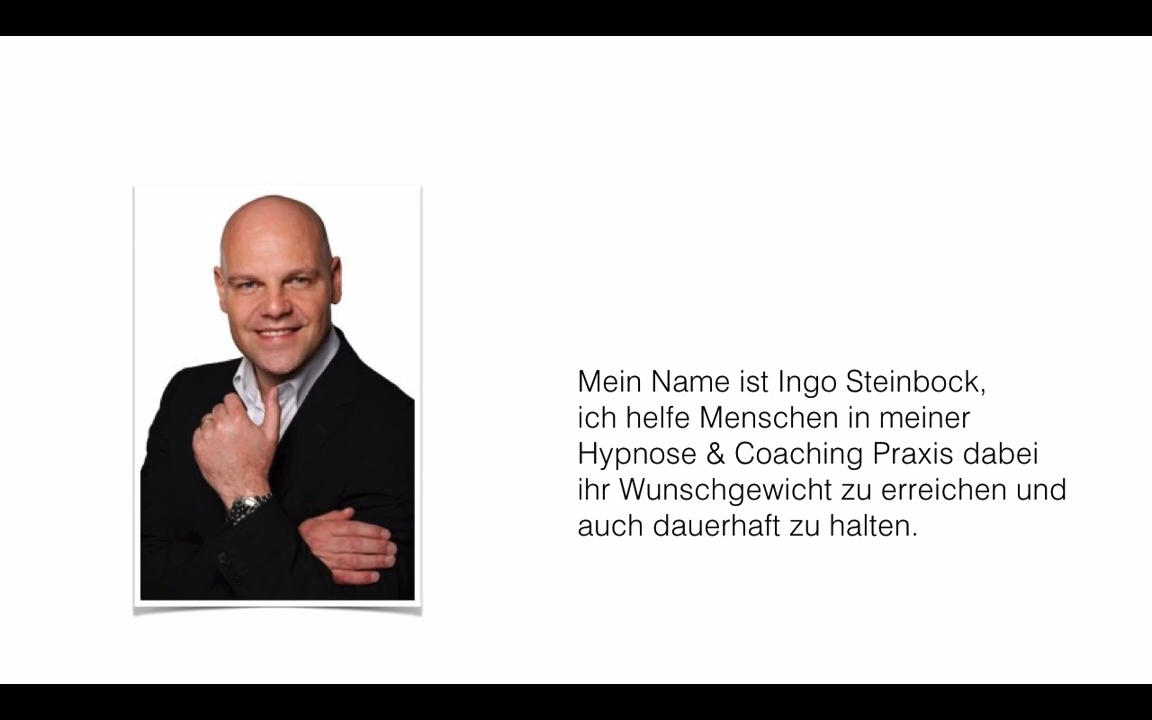 Mein Name ist Ingo Steinbock,
ich helfe Menschen in meiner
Hypnose & Coaching Praxis dabei
ihr Wunschgewicht zu erreichen und
auch dauerhaft zu halten.